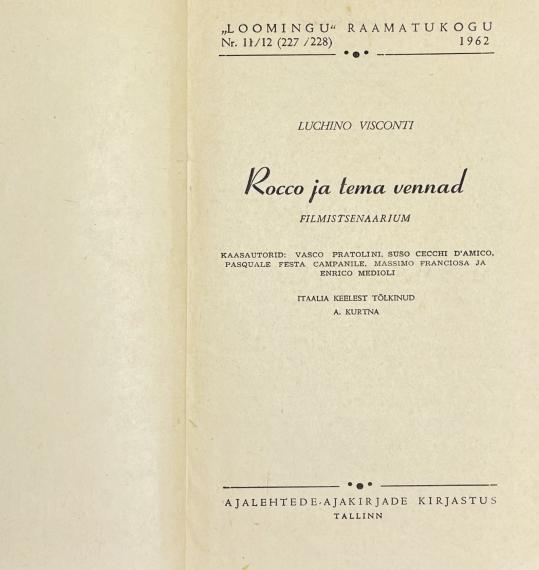 „LOOMINGU“ RAAMATUKOGU
Nr. 11/12 (227 /228) 1962
LUCHINO VISCONTI
Rocco ja tema vennad
FILMISTSENAARIUM
KAASAUTORID: VASCO PRATOLINI, SUSO CECCHI D'AMICO,
PASQUALE FESTA CAMPANILE, MASSIMO FRANCIOSA JA
ENRICO MEDIOLI
ITAALIA KEELEST TÕLKINUD
A. KURTNA
AJALEHTEDE-AJAKIRJADE KIRJASTUS
TALLINN